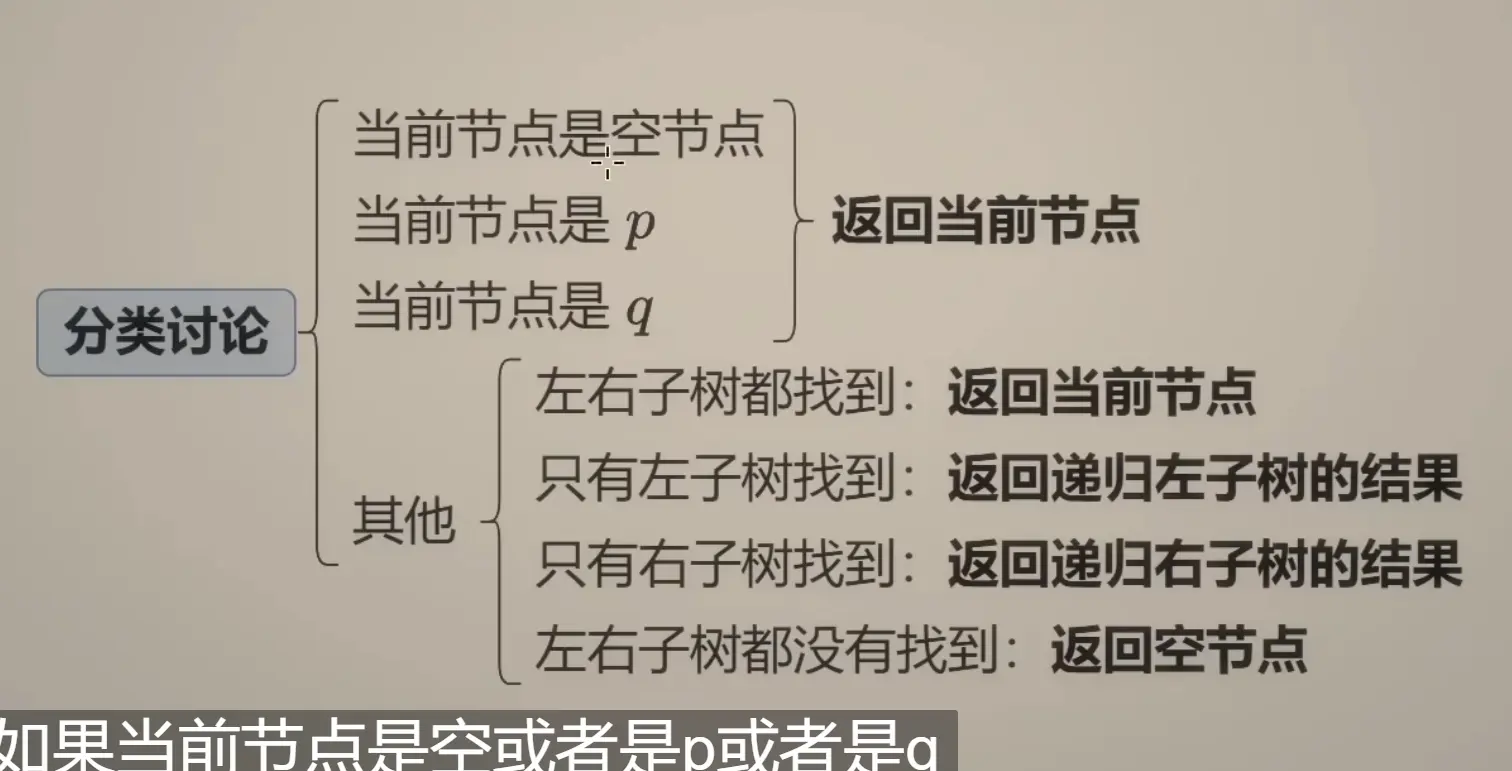 当前节点是空节点
当前节点是 p
返回当前节点
当前节点是 q
分类讨论
左右子树都找到：返回当前节点
只有左子树找到：返回递归左子树的结果
其他
只有右子树找到：返回递归右子树的结果
左右子树都没有找到：返回空节点
如果当前节点是空或者是p或者是q